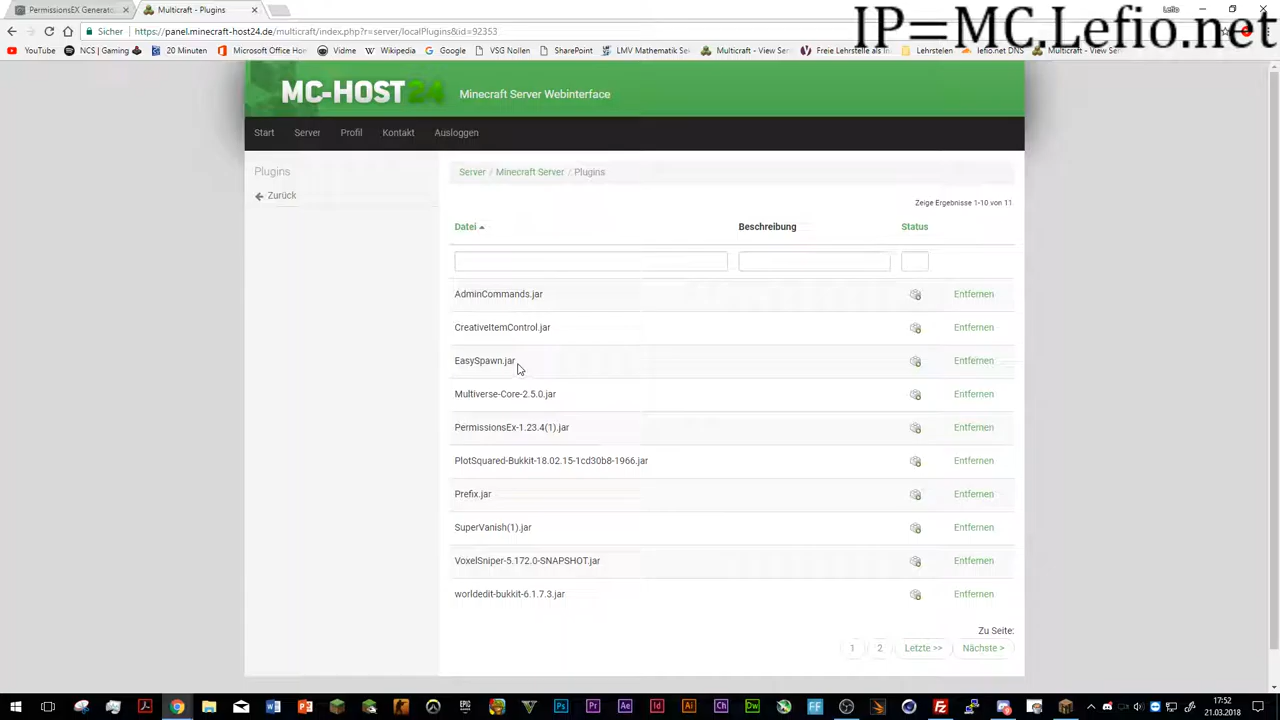 PermissionsEX Generato
Multicraft - Plugins
Lefio
IP=MC.Lefio.net
Sicher
https://panel.minecraft-host24.de/multicraft/index.php?r=server/localPlugins&id=92353
YouTube
NCS | Gaming
20 Minuten
Microsoft Office Hom
Vidme
Wikipedia
Google
VSG Nollen
SharePoint
LMV Mathematik Se
Multicraft - View Ser
Freie Lehrstellen
Lehrstelen
lefio.net DNS
Multicraft - View Se
MC-HOST24
Minecraft Server Webinterface
Start
Server
Profil
Kontakt
Ausloggen
Plugins
Zurück
Server / Minecraft Server / Plugins
Zeige Ergebnisse 1-10 von 11
Datei
Beschreibung
Status
AdminCommands.jar
Entfernen
CreativeItemControl.jar
Entfernen
EasySpawn.jar
Entfernen
Multiverse-Core-2.5.0.jar
Entfernen
PermissionsEx-1.23.4(1).jar
Entfernen
PlotSquared-Bukkit-18.02.15-1cd30b8-1966.jar
Entfernen
Prefix.jar
Entfernen
SuperVanish(1).jar
Entfernen
VoxelSniper-5.172.0-SNAPSHOT.jar
Entfernen
worldedit-bukkit-6.1.7.3.jar
Entfernen
Zu Seite:
1
2
Letzte >>
Nächste >
17:52
21.03.2018